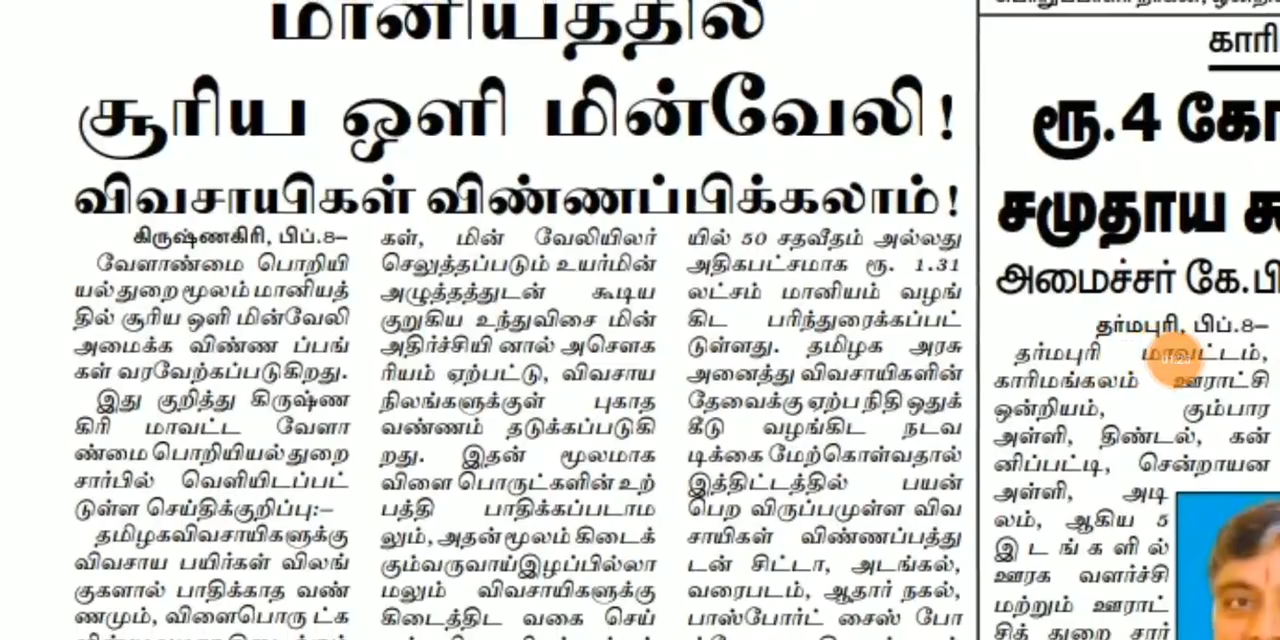 மானியத்தில்
சூரிய ஒளி மின்வேலி!
விவசாயிகள் விண்ணப்பிக்கலாம்!
கிருஷ்ணகிரி, பிப்.8–
வேளாண்மை பொறியி
யல்துறை மூலம் மானியத்
தில் சூரிய ஒளி மின்வேலி
அமைக்க விண்ண ப்பங்
கள் வரவேற்கப்படுகிறது.
இது குறித்து கிருஷ்ண
கிரி மாவட்ட வேளா
ண்மை பொறியியல் துறை
சார்பில் வெளியிடப்பட்
டுள்ள செய்திக்குறிப்பு:–
தமிழகவிவசாயிகளுக்கு
விவசாய பயிர்கள் விலங்
குகளால் பாதிக்காத வண்
ணமும், விளைபொரு ட்க
கள், மின் வேலியிலர்
செலுத்தப்படும் உயர்மின்
அழுத்தத்துடன் கூடிய
குறுகிய உந்துவிசை மின்
அதிர்ச்சியி னால் அசௌக
ரியம் ஏற்பட்டு, விவசாய
நிலங்களுக்குள் புகாத
வண்ணம் தடுக்கப்படுகி
றது. இதன் மூலமாக
விளை பொருட்களின் உற்
பத்தி பாதிக்கப்படாம
லும், அதன் மூலம் கிடைக்
கும்வருவாய்இழப்பில்லா
மலும் விவசாயிகளுக்கு
கிடைத்திட வகை செய்
யில் 50 சதவீதம் அல்லது
அதிகபட்சமாக ரூ. 1.31
லட்சம் மானியம் வழங்
கிட பரிந்துரைக்கப்பட்
டுள்ளது. தமிழக அரசு
அனைத்து விவசாயிகளின்
தேவைக்கு ஏற்ப நிதி ஒதுக்
கீடு வழங்கிட நடவ
டிக்கை மேற்கொள்வதால்
இத்திட்டத்தில் பயன்
பெற விருப்பமுள்ள விவ
சாயிகள் விண்ணப்பத்து
டன் சிட்டா, அடங்கல்,
வரைபடம், ஆதார் நகல்,
பாஸ்போர்ட் சைஸ் போ
காரி
ரூ.4 கோ
சமுதாய
அமைச்சர் கே.பி
தர்மபுரி, பிப்.8–
தர்மபுரி மாவட்டம்,
காரிமங்கலம் ஊராட்சி
ஒன்றியம், கும்பார
அள்ளி, திண்டல், கன்
னிப்பட்டி, சென்றாயன
அள்ளி, அடி
லம், ஆகிய 5
இ ட ங் க ளி ல்
ஊரக வளர்ச்சி
மற்றும் ஊராட்
சித் துறை சார்